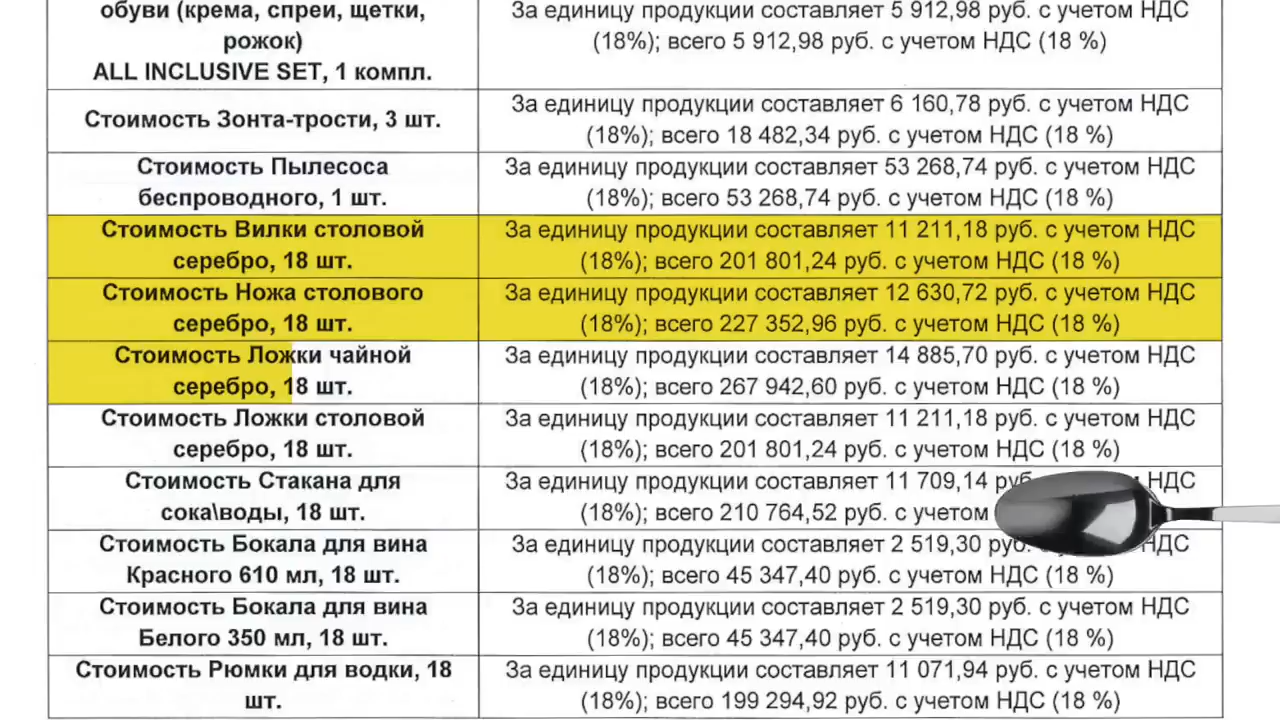 обуви (крема, спреи, щетки,
рожок)
ALL INCLUSIVE SET, 1 компл.
За единицу продукции составляет 5 912,98 руб. с учетом НДС
(18%); всего 5 912,98 руб. с учетом НДС (18 %)
Стоимость Зонта-трости, 3 шт.
За единицу продукции составляет 6 160,78 руб. с учетом НДС
(18%); всего 18 482,34 руб. с учетом НДС (18 %)
Стоимость Пылесоса
беспроводного, 1 шт.
За единицу продукции составляет 53 268,74 руб. с учетом НДС
(18%); всего 53 268,74 руб. с учетом НДС (18 %)
Стоимость Вилки столовой
серебро, 18 шт.
За единицу продукции составляет 11 211,18 руб. с учетом НДС
(18%); всего 201 801,24 руб. с учетом НДС (18 %)
Стоимость Ножа столового
серебро, 18 шт.
За единицу продукции составляет 12 630,72 руб. с учетом НДС
(18%); всего 227 352,96 руб. с учетом НДС (18 %)
Стоимость Ложки чайной
серебро, 18 шт.
За единицу продукции составляет 14 885,70 руб. с учетом НДС
(18%); всего 267 942,60 руб. с учетом НДС (18 %)
Стоимость Ложки столовой
серебро, 18 шт.
За единицу продукции составляет 11 211,18 руб. с учетом НДС
(18%); всего 201 801,24 руб. с учетом НДС (18 %)
Стоимость Стакана для
сока\воды, 18 шт.
За единицу продукции составляет 11 709,14 НДС
(18%); всего 210 764,52 руб. с учетом
Стоимость Бокала для вина
Красного 610 мл, 18 шт.
За единицу продукции составляет 2 519,30 НДС
(18%); всего 45 347,40 руб. с учетом НДС (18 %)
Стоимость Бокала для вина
Белого 350 мл, 18 шт.
За единицу продукции составляет 2 519,30 руб. с учетом НДС
(18%); всего 45 347,40 руб. с учетом НДС (18 %)
Стоимость Рюмки для водки, 18
шт.
За единицу продукции составляет 11 071,94 руб. с учетом НДС
(18%); всего 199 294,92 руб. с учетом НДС (18 %)